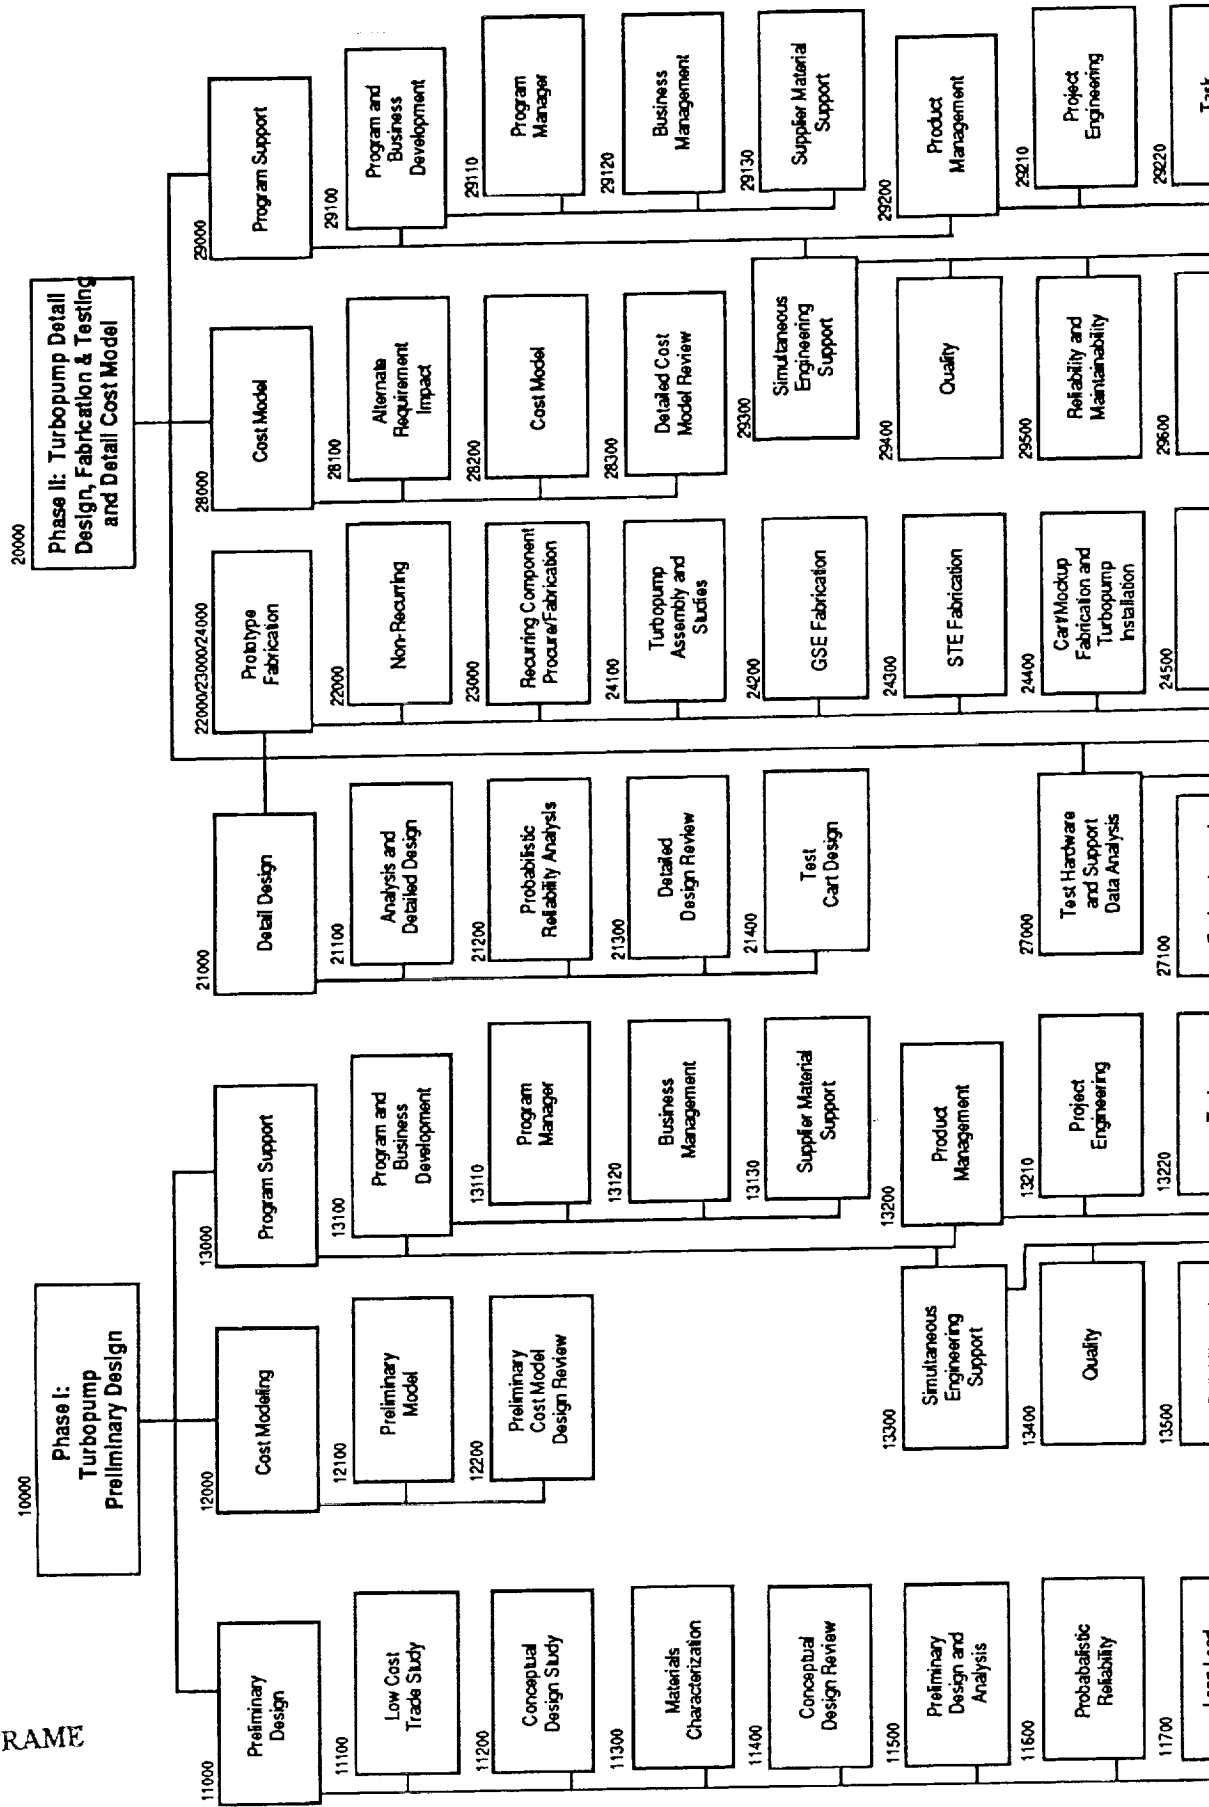 RAME
10000
Phase I:
Turbopump
Preliminary Design
11000
Preliminary
Design
11100
Low Cost
Trade Study
11200
Conceptual
Design Study
11300
Materials
Characterization
11400
Conceptual
Design Review
11500
Preliminary
Design and
Analysis
11600
Probabalistic
Reliability
11700
12000
Cost Modeling
12100
Preliminary
Model
12200
Preliminary
Cost Model
Design Review
13000
Program Support
13100
Program and
Business
Development
13110
Program
Manager
13120
Business
Management
13130
Supplier Material
Support
13200
Product
Management
13210
Project
Engineering
13220
13300
Simultaneous
Engineering
Support
13400
Quality
13500
20000
Phase II: Turbopump Detail
Design, Fabrication & Testing
and Detail Cost Model
21000
Detail Design
21100
Analysis and
Detailed Design
21200
Probabilistic
Reliability Analysis
21300
Detailed
Design Review
21400
Test
Cart Design
22000/23000/24000
Prototype
Fabrication
22000
Non-Recurring
23000
Recurring Component
Procure/Fabrication
24100
Turbopump
Assembly and
Studies
24200
GSE Fabrication
24300
STE Fabrication
24400
Cart/Mockup
Fabrication and
Turbopump
Installation
24500
27000
Test Hardware
and Support
Data Analysis
27100
28000
Cost Model
28100
Alternate
Requirement
Impact
28200
Cost Model
28300
Detailed Cost
Model Review
29000
Program Support
29100
Program and
Business
Development
29110
Program
Manager
29120
Business
Management
29130
Supplier Material
Support
29200
Product
Management
29210
Project
Engineering
29220
Task
29300
Simultaneous
Engineering
Support
29400
Quality
29500
Reliability and
Maintainability
29600